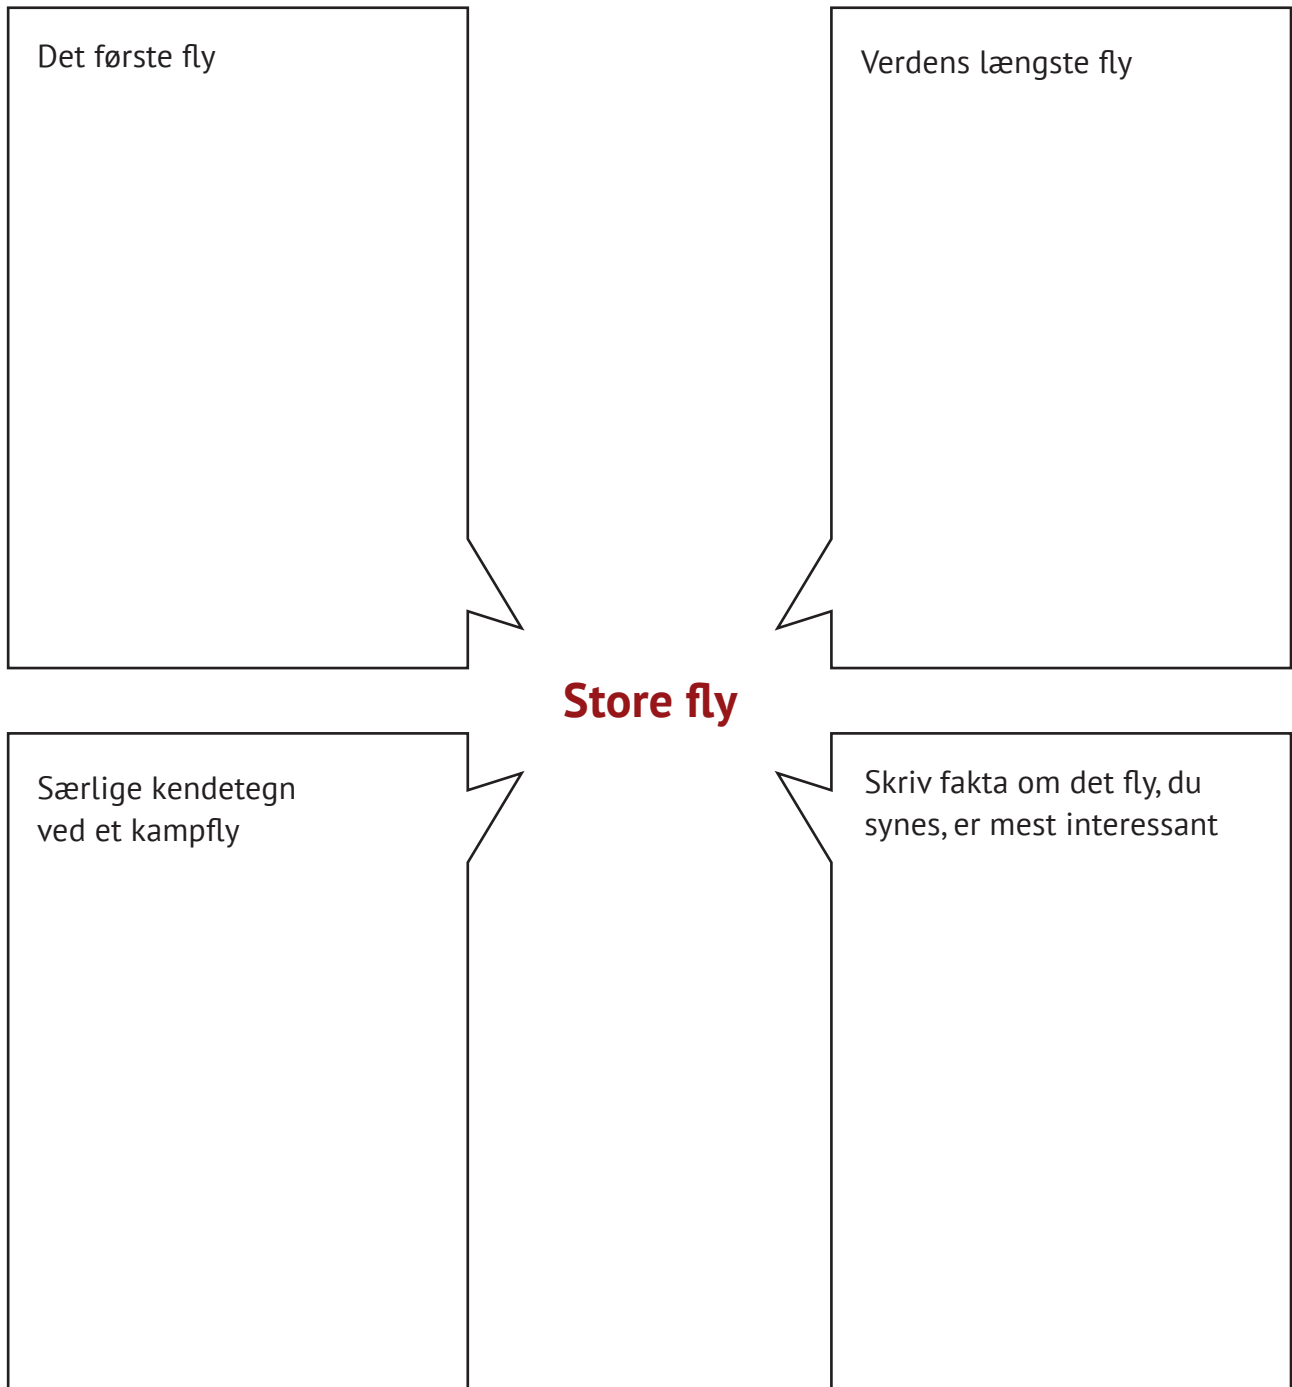 Det første fly
Verdens længste fly
Store fly
Særlige kendetegn
ved et kampfly
Skriv fakta om det fly, du
synes, er mest interessant